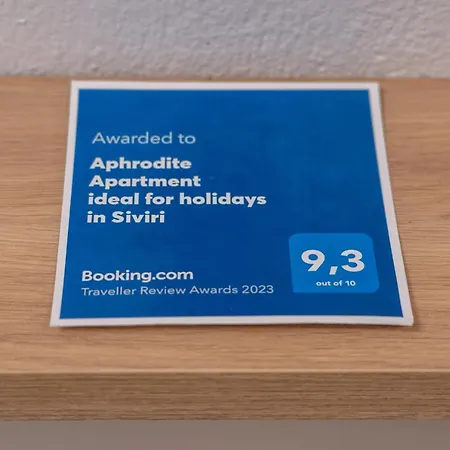 Awarded to
Aphrodite
Apartment
ideal for holidays
in Siviri
9,3
out of 10
Booking.com
Traveller Review Awards 2023